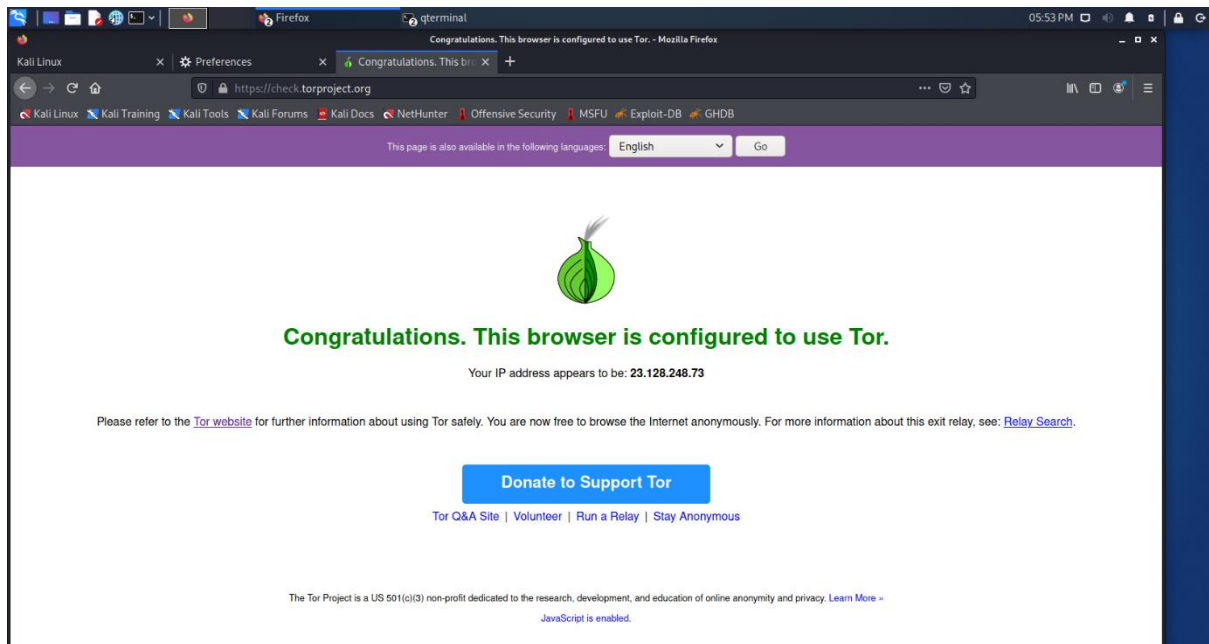 Firefox
qterminal
05:53 PM
Congratulations. This browser is configured to use Tor. - Mozilla Firefox
Kali Linux
Preferences
Congratulations. This bro
https://check.torproject.org
Kali Linux Kali Training Kali Tools Kali Forums Kali Docs NetHunter Offensive Security MSFU Exploit-DB GHDB
This page is also available in the following languages: English Go
Congratulations. This browser is configured to use Tor.
Your IP address appears to be: 23.128.248.73
Please refer to the Tor website for further information about using Tor safely. You are now free to browse the Internet anonymously. For more information about this exit relay, see: Relay Search.
Donate to Support Tor
Tor Q&A Site | Volunteer | Run a Relay | Stay Anonymous
The Tor Project is a US 501(c)(3) non-profit dedicated to the research, development, and education of online anonymity and privacy. Learn More »
JavaScript is enabled.